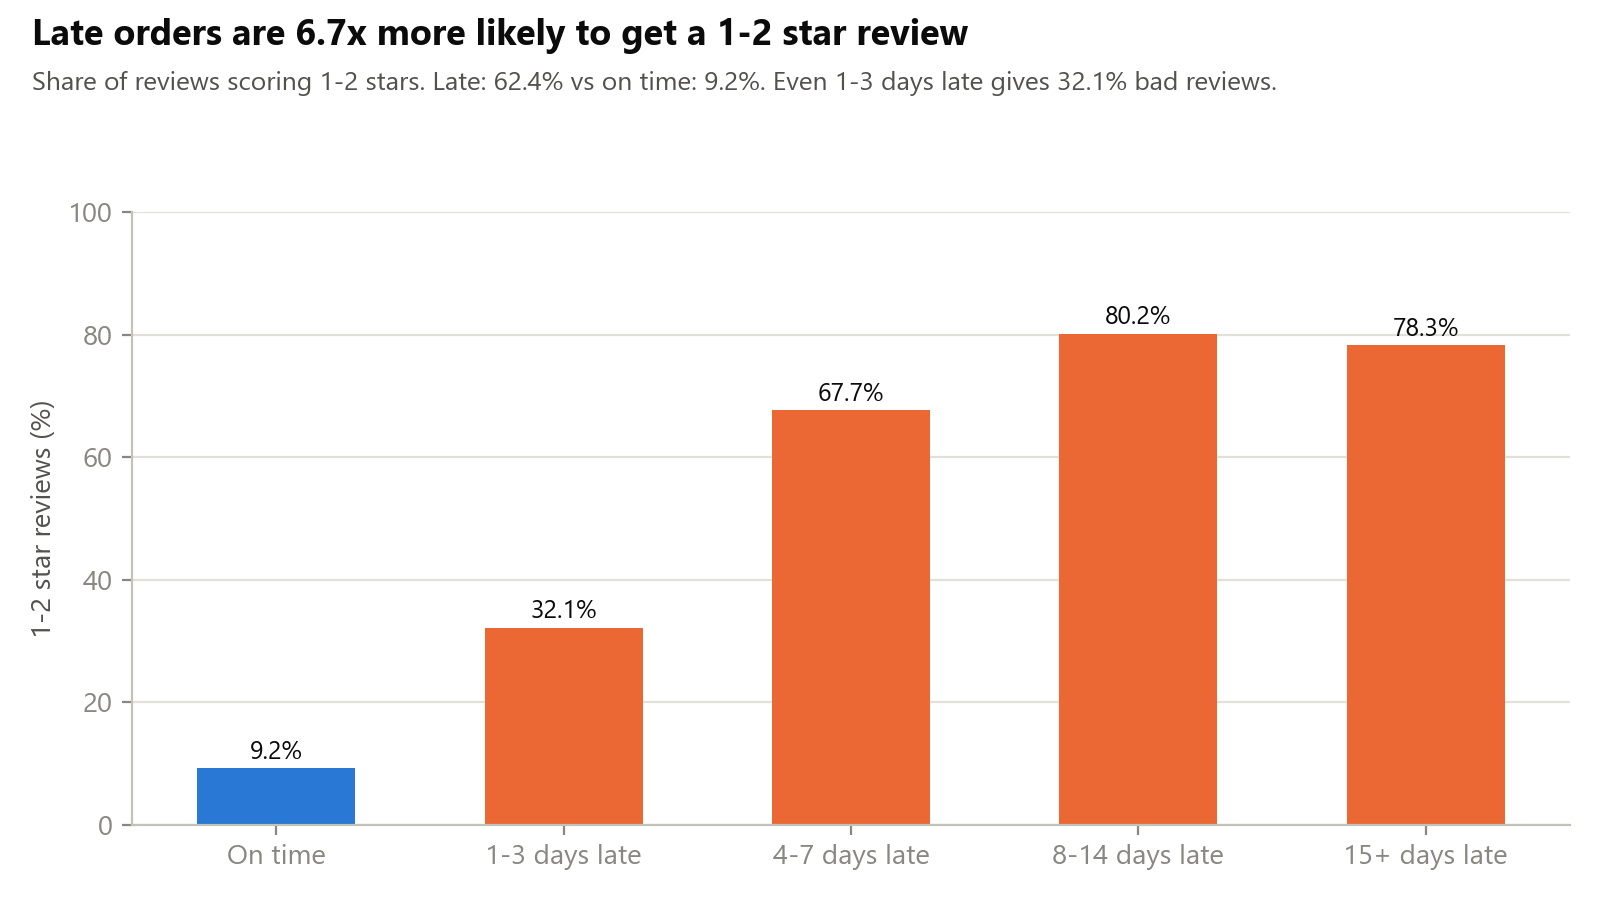 Late orders are 6.7x more likely to get a 1-2 star review
Share of reviews scoring 1-2 stars. Late: 62.4% vs on time: 9.2%. Even 1-3 days late gives 32.1% bad reviews.
1-2 star reviews (%)
100
80
60
40
20
0
9.2%
32.1%
67.7%
80.2%
78.3%
On time
1-3 days late
4-7 days late
8-14 days late
15+ days late